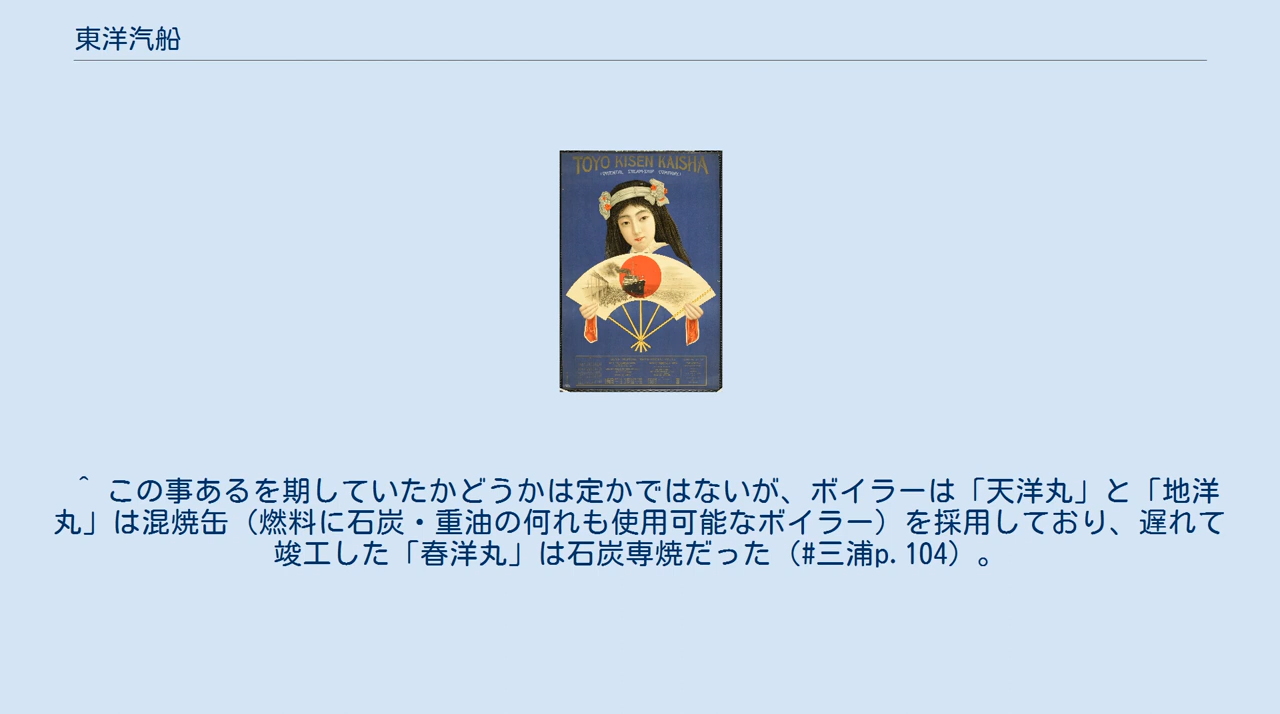 東洋汽船
TOYO KISEN KAISHA
(ORIENTAL STEAMSHIP COMPANY)
^ この事あるを期していたかどうかは定かではないが、ボイラーは「天洋丸」と「地洋
丸」は混焼缶（燃料に石炭・重油の何れも使用可能なボイラー）を採用しており、遅れて
竣工した「春洋丸」は石炭専焼だった（#三浦p.104）。